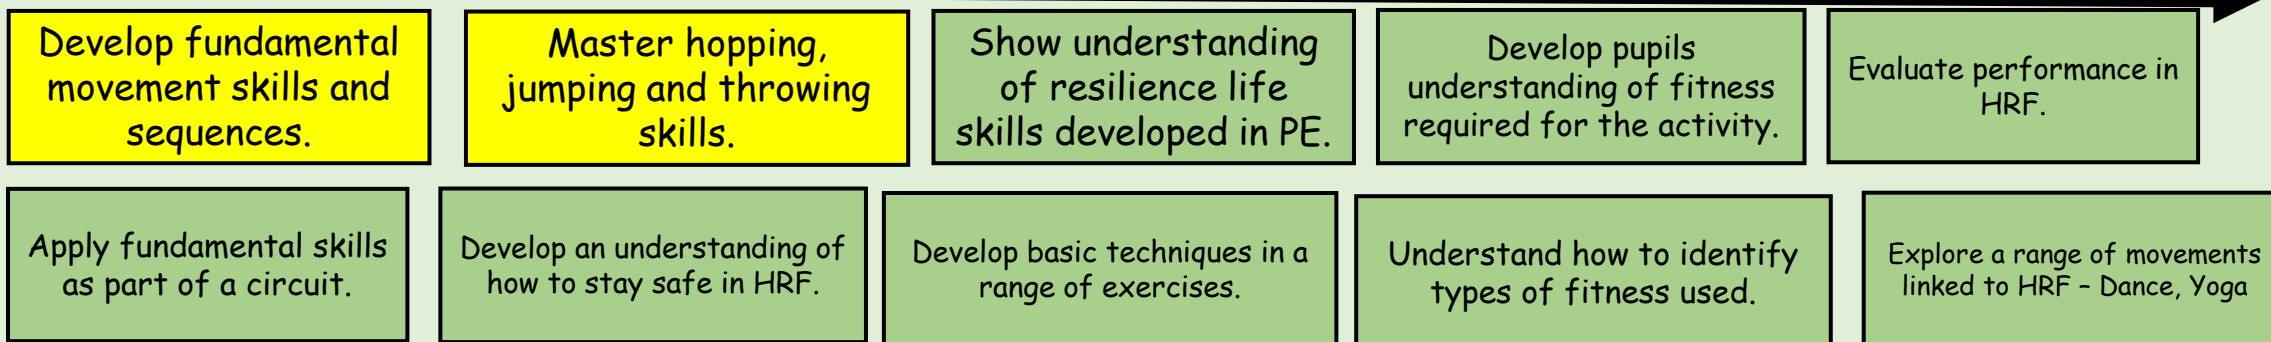 Develop fundamental
movement skills and
sequences.
Master hopping,
jumping and throwing
skills.
Show understanding
of resilience life
skills developed in PE.
Develop pupils
understanding of fitness
required for the activity.
Evaluate performance in
HRF.
Apply fundamental skills
as part of a circuit.
Develop an understanding of
how to stay safe in HRF.
Develop basic techniques in a
range of exercises.
Understand how to identify
types of fitness used.
Explore a range of movements
linked to HRF – Dance, Yoga